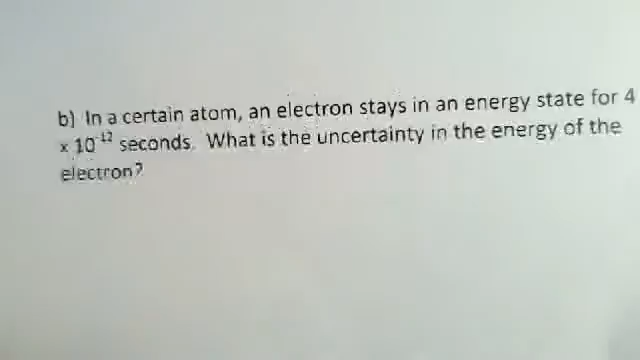 b) In a certain atom, an electron stays in an energy state for 4
x 10⁻¹² seconds. What is the uncertainty in the energy of the
electron?